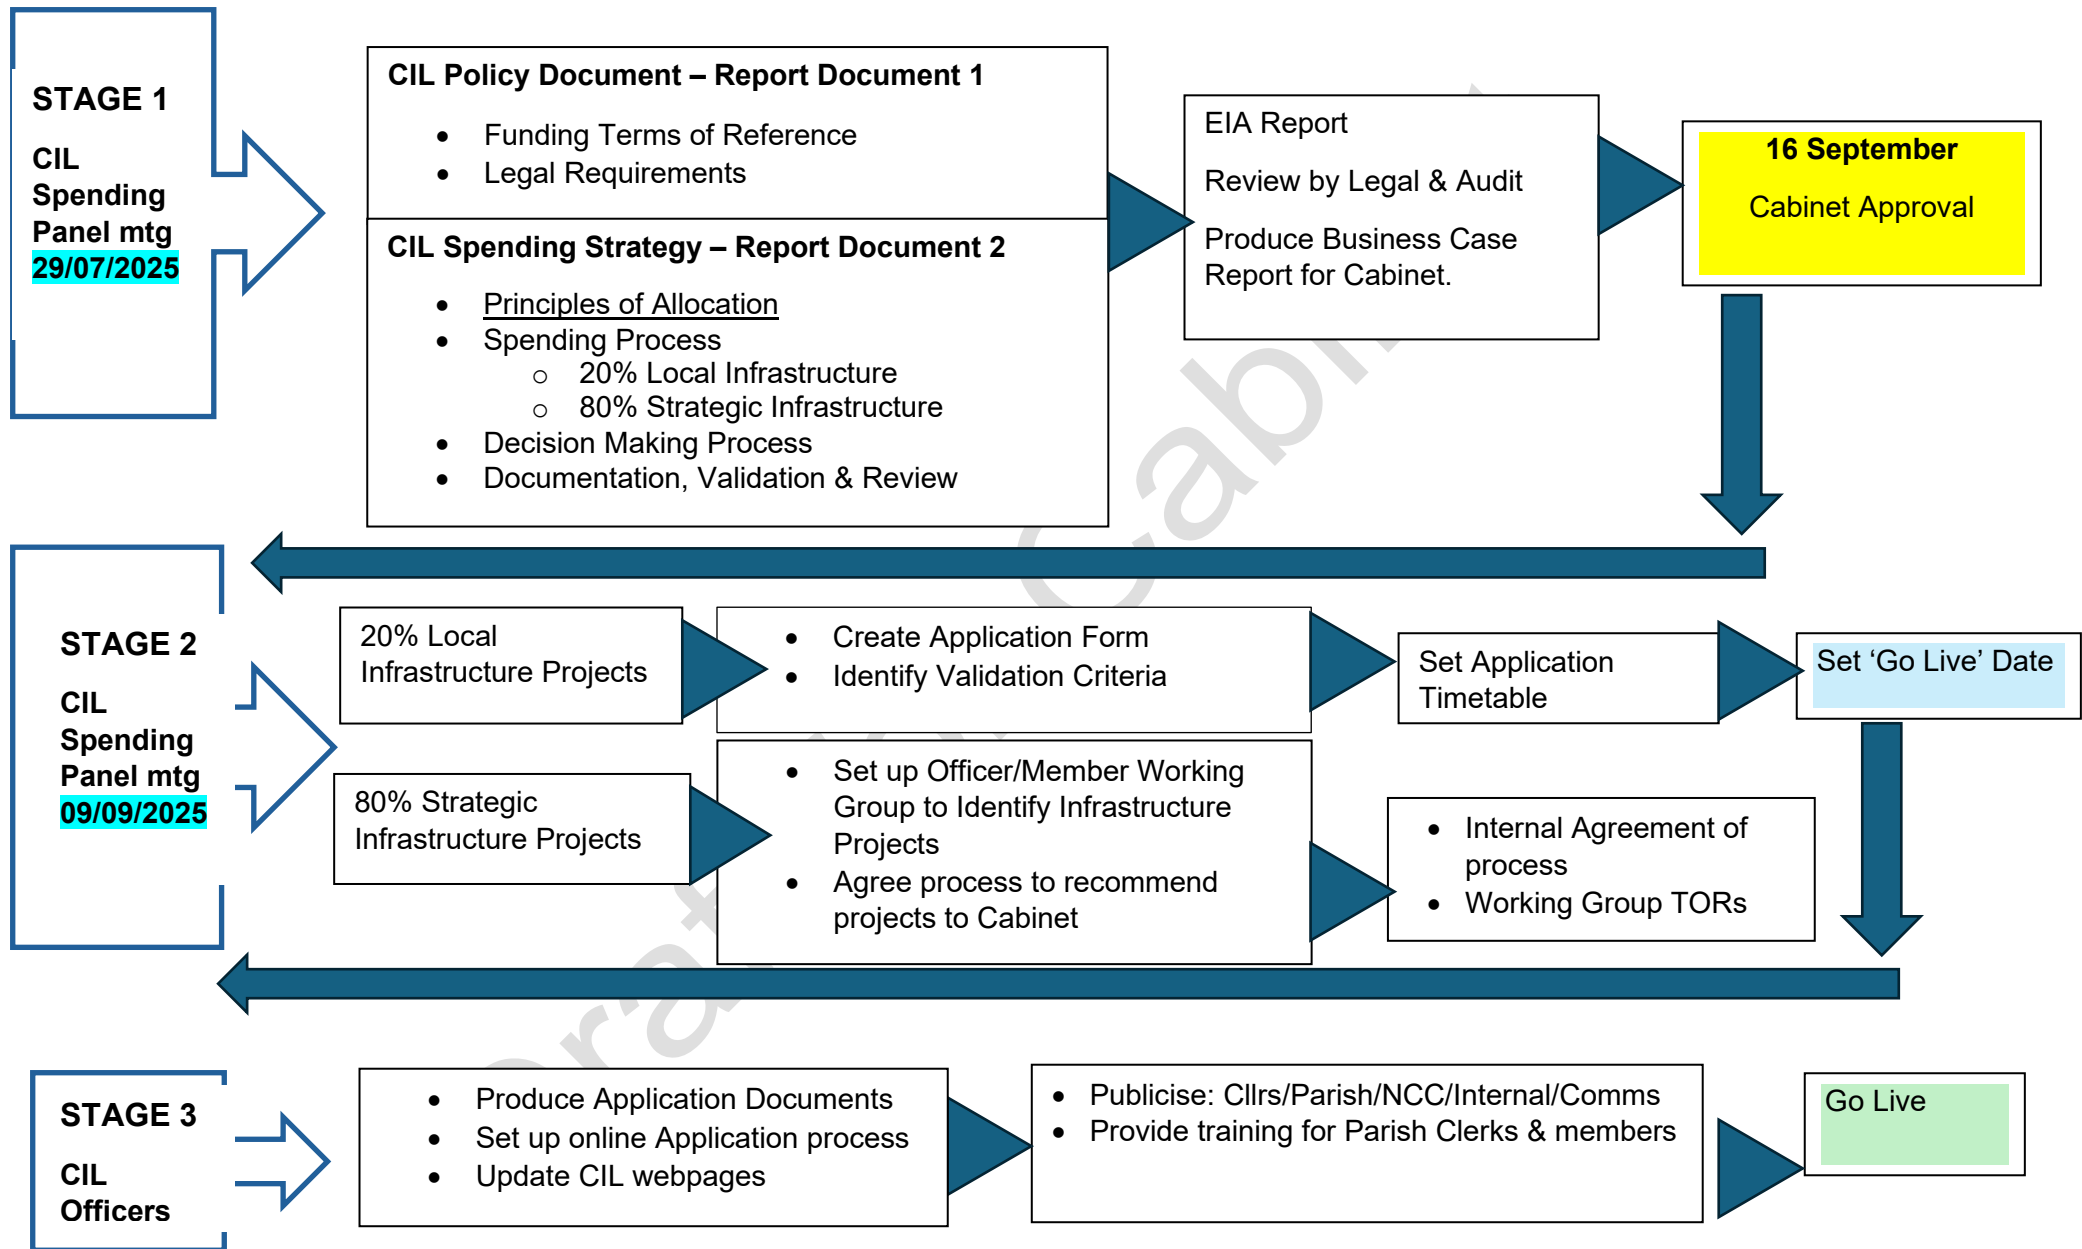 STAGE 1
CIL
Spending
Panel mtg
29/07/2025
CIL Policy Document – Report Document 1
• Funding Terms of Reference
• Legal Requirements
CIL Spending Strategy – Report Document 2
• Principles of Allocation
• Spending Process
o 20% Local Infrastructure
o 80% Strategic Infrastructure
• Decision Making Process
• Documentation, Validation & Review
EIA Report
Review by Legal & Audit
Produce Business Case
Report for Cabinet.
16 September
Cabinet Approval
STAGE 2
CIL
Spending
Panel mtg
09/09/2025
20% Local
Infrastructure Projects
• Create Application Form
• Identify Validation Criteria
Set Application
Timetable
Set ‘Go Live’ Date
80% Strategic
Infrastructure Projects
• Set up Officer/Member Working
Group to Identify Infrastructure
Projects
• Agree process to recommend
projects to Cabinet
• Internal Agreement of
process
• Working Group TORs
STAGE 3
CIL
Officers
• Produce Application Documents
• Set up online Application process
• Update CIL webpages
• Publicise: Cllrs/Parish/NCC/Internal/Comms
• Provide training for Parish Clerks & members
Go Live